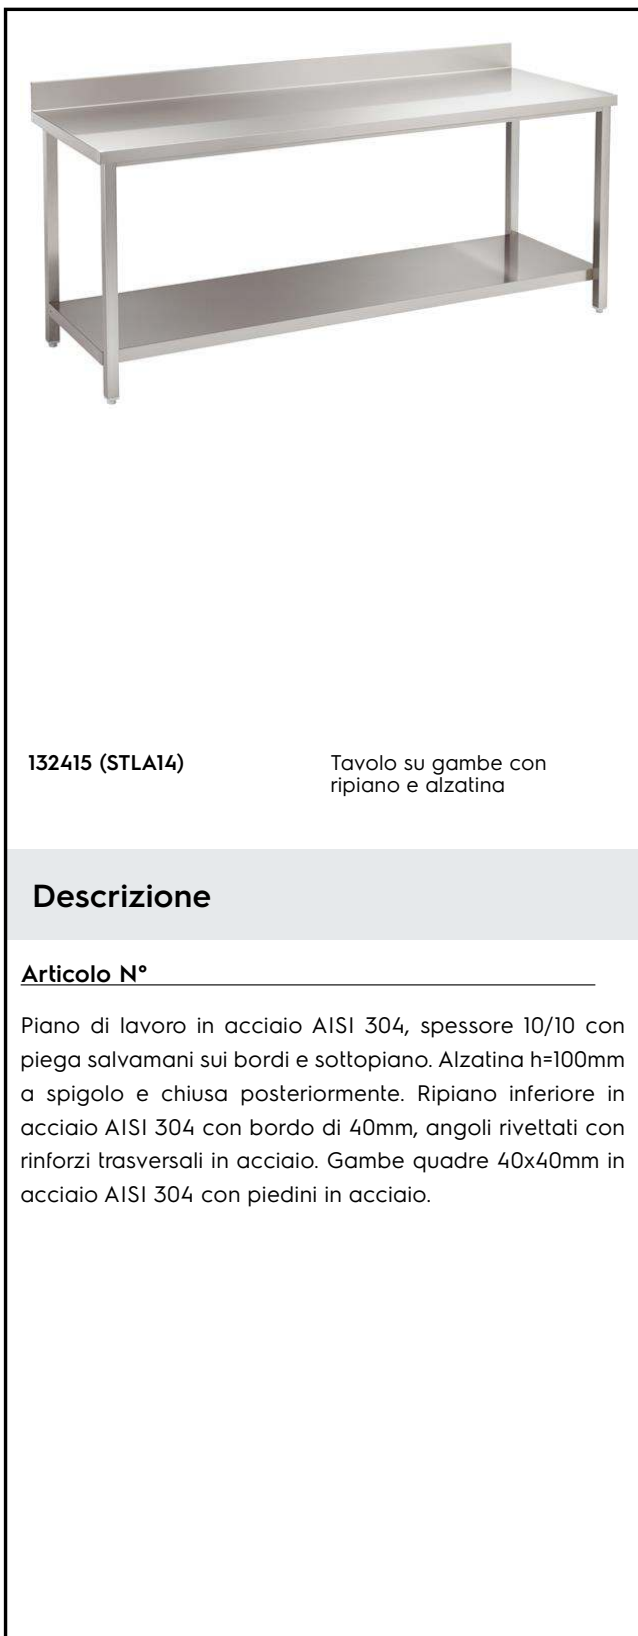 132415 (STLA14)
Tavolo su gambe con
ripiano e alzatina
Descrizione
Articolo N°
Piano di lavoro in acciaio AISI 304, spessore 10/10 con
piega salvamani sui bordi e sottopiano. Alzatina h=100mm
a spigolo e chiusa posteriormente. Ripiano inferiore in
acciaio AISI 304 con bordo di 40mm, angoli rivettati con
rinforzi trasversali in acciaio. Gambe quadre 40x40mm in
acciaio AISI 304 con piedini in acciaio.